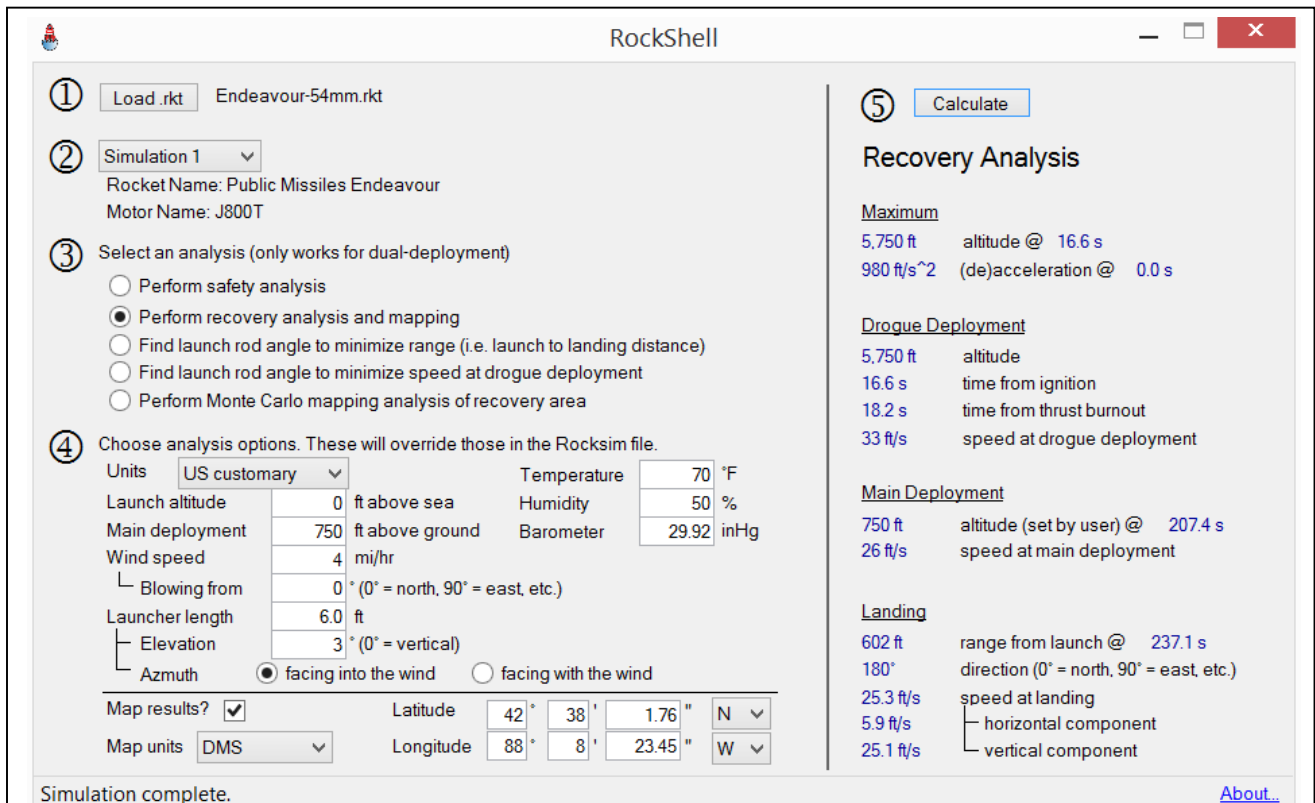 RockShell
① Load .rkt Endeavour-54mm.rkt
② Simulation 1
Rocket Name: Public Missiles Endeavour
Motor Name: J800T
③ Select an analysis (only works for dual-deployment)
Perform safety analysis
Perform recovery analysis and mapping
Find launch rod angle to minimize range (i.e. launch to landing distance)
Find launch rod angle to minimize speed at drogue deployment
Perform Monte Carlo mapping analysis of recovery area
④ Choose analysis options. These will override those in the Rocksim file.
Units US customary Temperature 70 °F
Launch altitude 0 ft above sea Humidity 50 %
Main deployment 750 ft above ground Barometer 29.92 inHg
Wind speed 4 mi/hr
Blowing from 0 ° (0° = north, 90° = east, etc.)
Launcher length 6.0 ft
Elevation 3 ° (0° = vertical)
Azmuth facing into the wind facing with the wind
Map results? Latitude 42 ° 38 ' 1.76 " N
Map units DMS Longitude 88 ° 8 ' 23.45 " W
⑤ Calculate
Recovery Analysis
Maximum
5,750 ft altitude @ 16.6 s
980 ft/s^2 (de)acceleration @ 0.0 s
Drogue Deployment
5,750 ft altitude
16.6 s time from ignition
18.2 s time from thrust burnout
33 ft/s speed at drogue deployment
Main Deployment
750 ft altitude (set by user) @ 207.4 s
26 ft/s speed at main deployment
Landing
602 ft range from launch @ 237.1 s
180° direction (0° = north, 90° = east, etc.)
25.3 ft/s speed at landing
5.9 ft/s horizontal component
25.1 ft/s vertical component
Simulation complete. About...